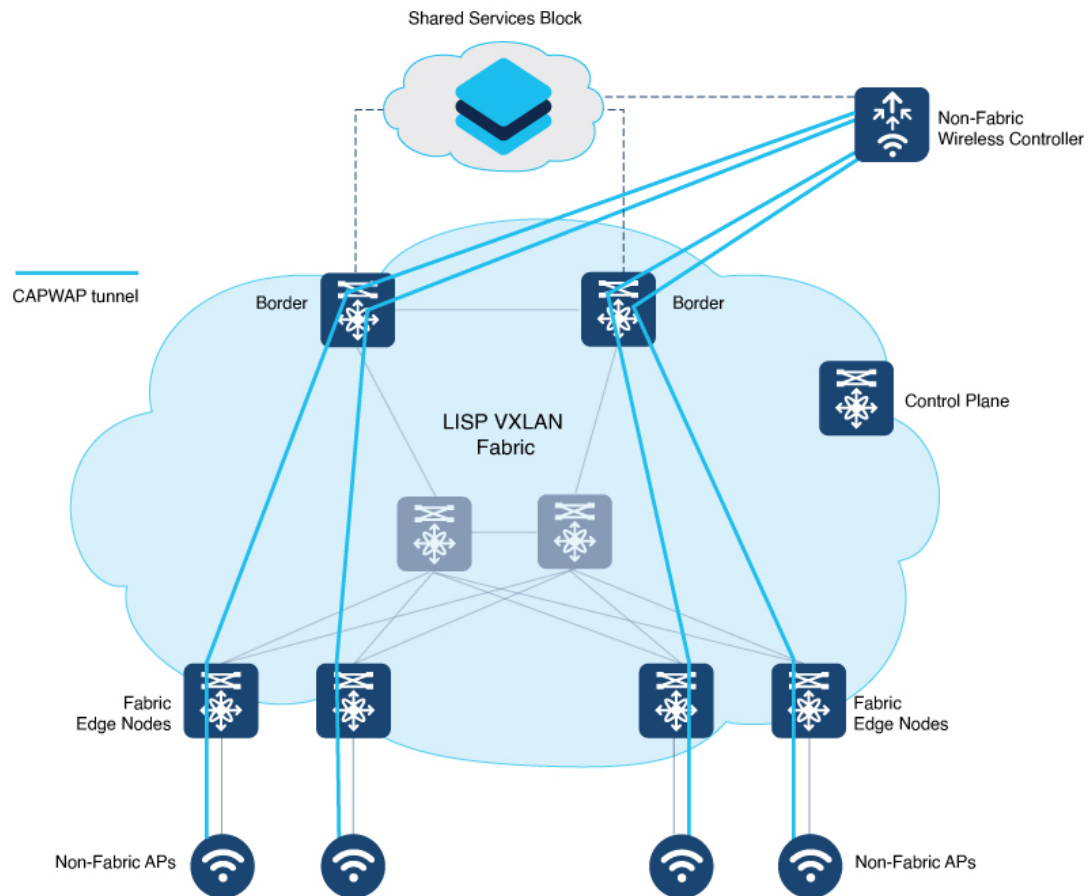 Shared Services Block
Non-Fabric
Wireless Controller
CAPWAP tunnel
Border
Border
Control Plane
LISP VXLAN
Fabric
Fabric
Edge Nodes
Fabric
Edge Nodes
Non-Fabric APs
Non-Fabric APs